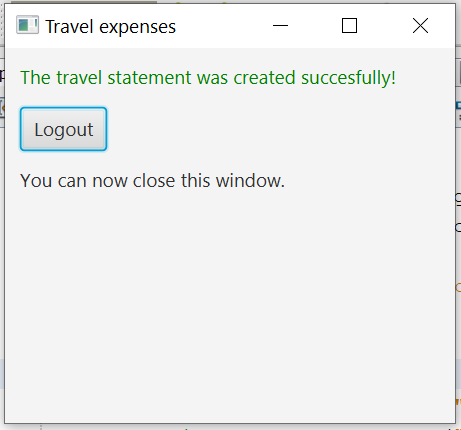 Travel expenses
The travel statement was created succesfully!
Logout
You can now close this window.